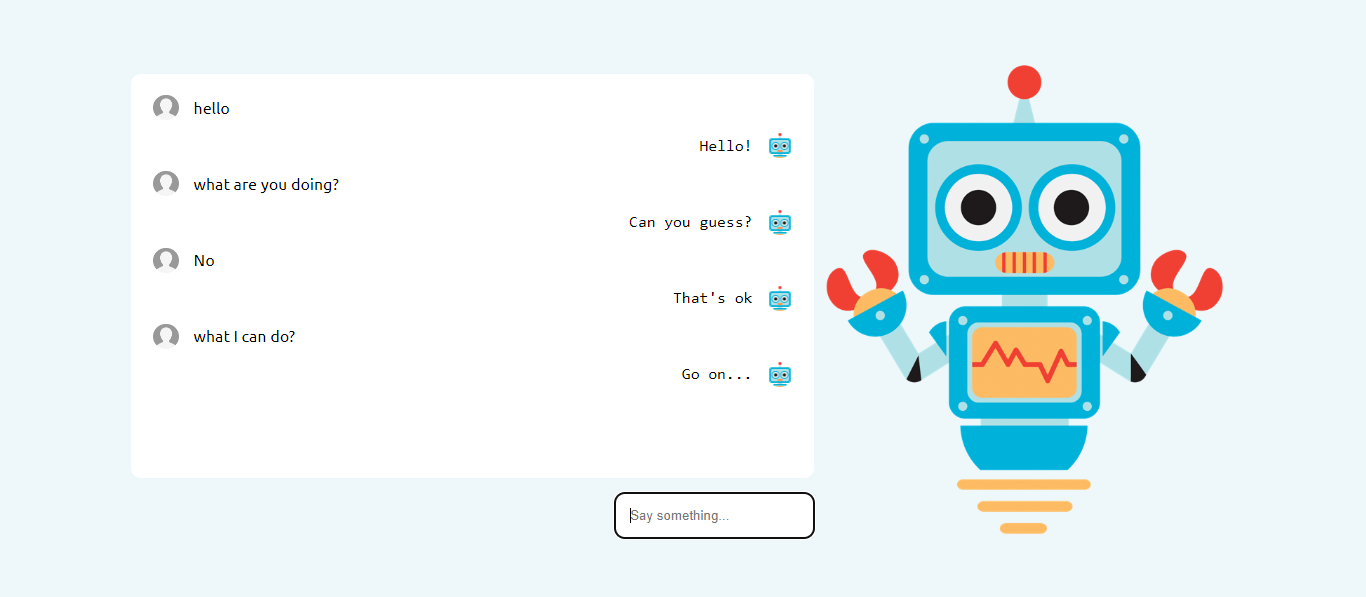 hello
Hello!
what are you doing?
Can you guess?
No
That's ok
what I can do?
Go on...
Say something...